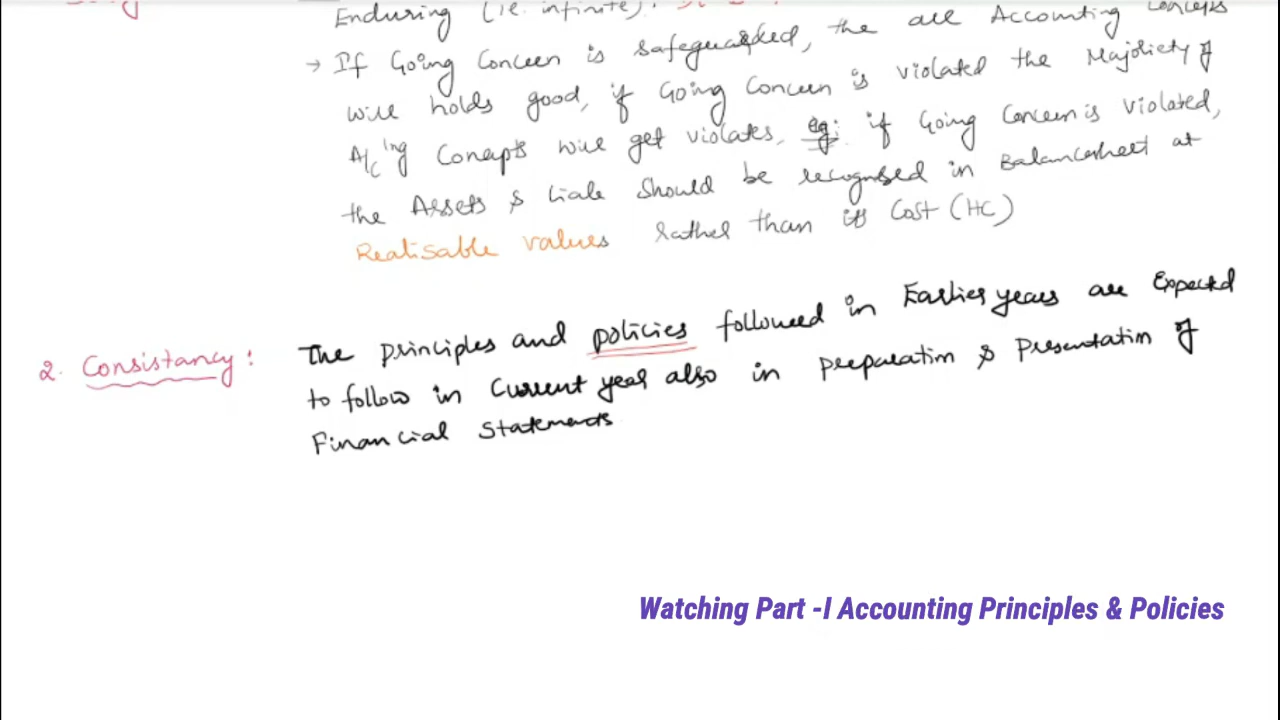 Enduring (ie. infinite).
→ If Going Concern is safeguarded, the all Accounting Concepts
will holds good, if Going Concern is violated the Majoriety of
A/c'ing Concepts will get violates, eg: if Going Concern is violated,
the Assets & Liab should be recognised in Balancesheet at
Realisable values rather than its Cost (HC)
2. Consistancy: The principles and policies followed in Earlier years are Expected
to follow in Current year also in preparation & Presentation of
Financial Statements
Watching Part -I Accounting Principles & Policies